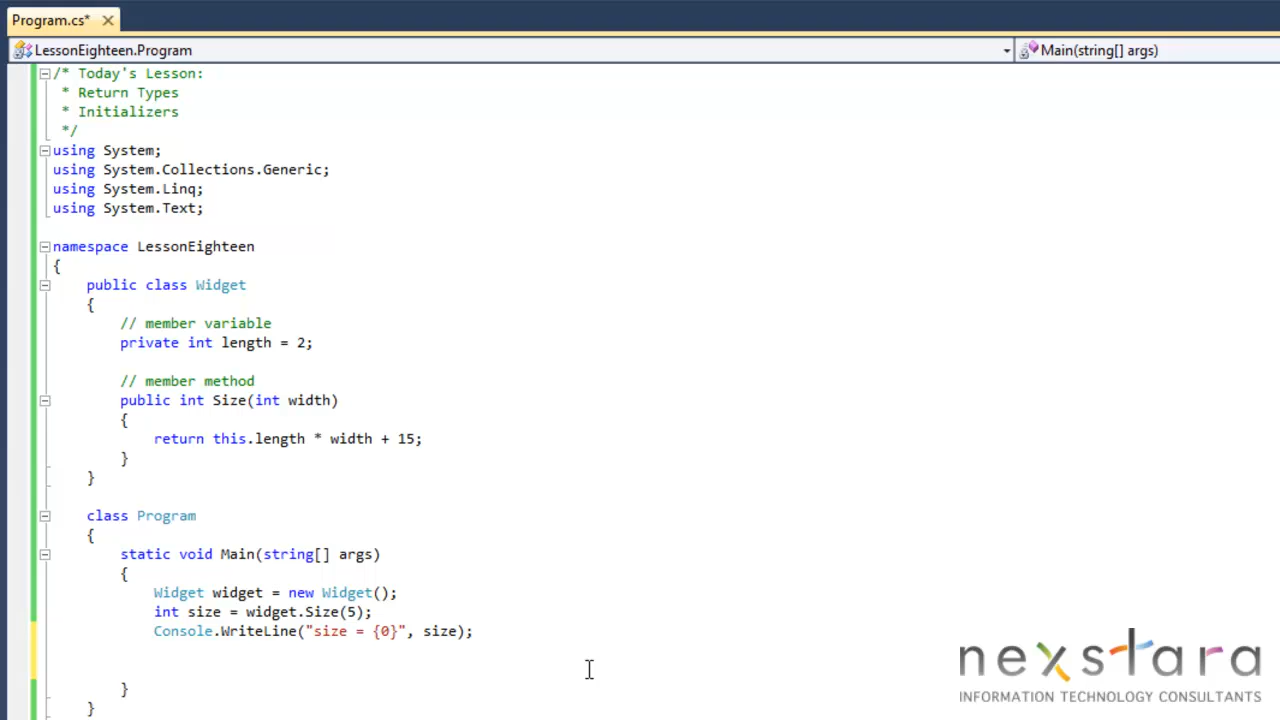 Program.cs*
LessonEighteen.Program
Main(string[] args)
/* Today's Lesson:
* Return Types
* Initializers
*/
using System;
using System.Collections.Generic;
using System.Linq;
using System.Text;
namespace LessonEighteen
{
public class Widget
{
// member variable
private int length = 2;
// member method
public int Size(int width)
{
return this.length * width + 15;
}
}
class Program
{
static void Main(string[] args)
{
Widget widget = new Widget();
int size = widget.Size(5);
Console.WriteLine("size = {0}", size);
}
}
nexstara
INFORMATION TECHNOLOGY CONSULTANTS